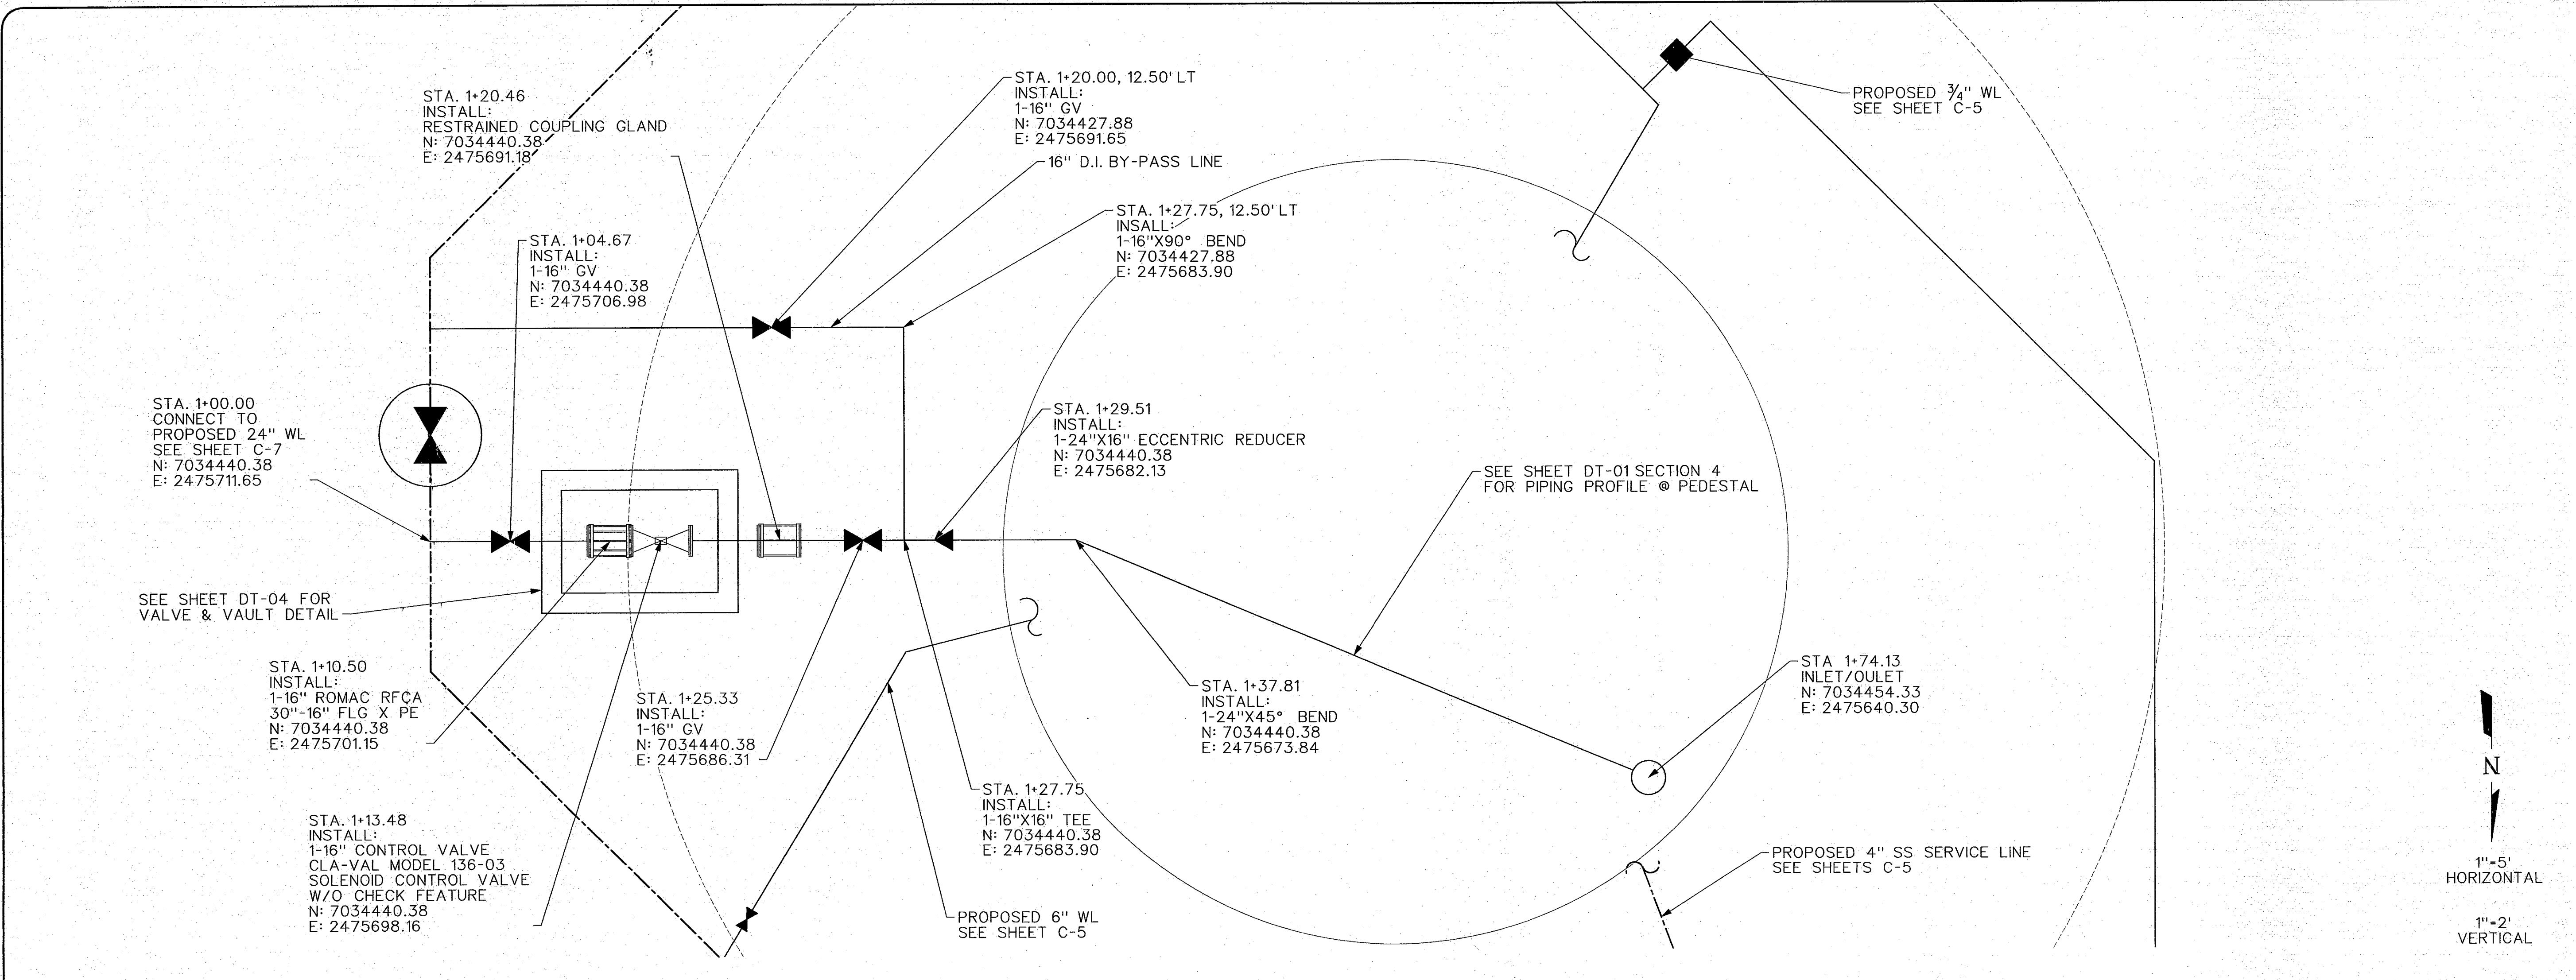 STA. 1+20.46
INSTALL:
RESTRAINED COUPLING GLAND
N: 7034440.38
E: 2475691.18
STA. 1+20.00, 12.50' LT
INSTALL:
1-16" GV
N: 7034427.88
E: 2475691.65
16" D.I. BY-PASS LINE
PROPOSED ¾" WL
SEE SHEET C-5
STA. 1+27.75, 12.50' LT
INSALL:
1-16"X90° BEND
N: 7034427.88
E: 2475683.90
STA. 1+04.67
INSTALL:
1-16" GV
N: 7034440.38
E: 2475706.98
STA. 1+00.00
CONNECT TO
PROPOSED 24" WL
SEE SHEET C-7
N: 7034440.38
E: 2475711.65
STA. 1+29.51
INSTALL:
1-24"X16" ECCENTRIC REDUCER
N: 7034440.38
E: 2475682.13
SEE SHEET DT-01 SECTION 4
FOR PIPING PROFILE @ PEDESTAL
SEE SHEET DT-04 FOR
VALVE & VAULT DETAIL
STA. 1+10.50
INSTALL:
1-16" ROMAC RFCA
30"-16" FLG X PE
N: 7034440.38
E: 2475701.15
STA. 1+25.33
INSTALL:
1-16" GV
N: 7034440.38
E: 2475686.31
STA. 1+37.81
INSTALL:
1-24"X45° BEND
N: 7034440.38
E: 2475673.84
STA 1+74.13
INLET/OULET
N: 7034454.33
E: 2475640.30
STA. 1+13.48
INSTALL:
1-16" CONTROL VALVE
CLA-VAL MODEL 136-03
SOLENOID CONTROL VALVE
W/O CHECK FEATURE
N: 7034440.38
E: 2475698.16
STA. 1+27.75
INSTALL:
1-16"X16" TEE
N: 7034440.38
E: 2475683.90
PROPOSED 6" WL
SEE SHEET C-5
PROPOSED 4" SS SERVICE LINE
SEE SHEETS C-5
N
1"=5'
HORIZONTAL
1"=2'
VERTICAL